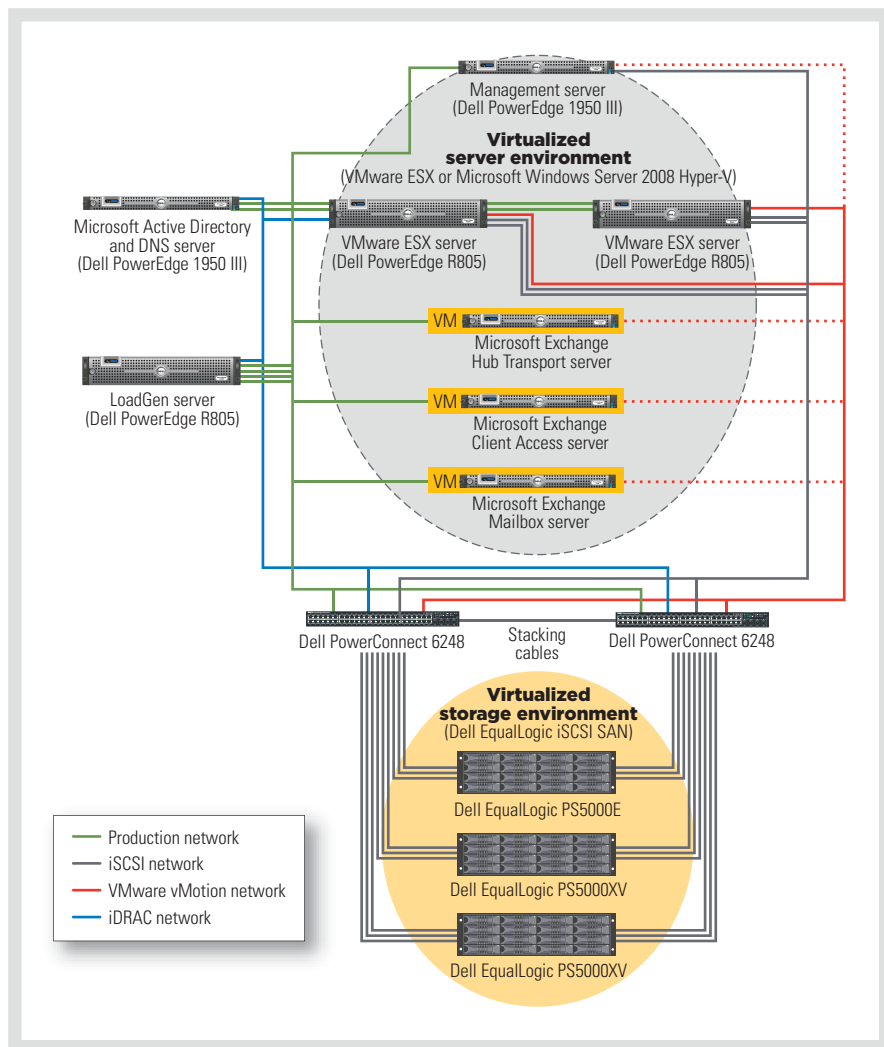 Management server
(Dell PowerEdge 1950 III)
Virtualized
server environment
(VMware ESX or Microsoft Windows Server 2008 Hyper-V)
Microsoft Active Directory
and DNS server
(Dell PowerEdge 1950 III)
VMware ESX server
(Dell PowerEdge R805)
VMware ESX server
(Dell PowerEdge R805)
VM
Microsoft Exchange
Hub Transport server
LoadGen server
(Dell PowerEdge R805)
VM
Microsoft Exchange
Client Access server
VM
Microsoft Exchange
Mailbox server
Dell PowerConnect 6248
Stacking
cables
Dell PowerConnect 6248
Virtualized
storage environment
(Dell EqualLogic iSCSI SAN)
Dell EqualLogic PS5000E
Dell EqualLogic PS5000XV
Dell EqualLogic PS5000XV
Production network
iSCSI network
VMware vMotion network
iDRAC network